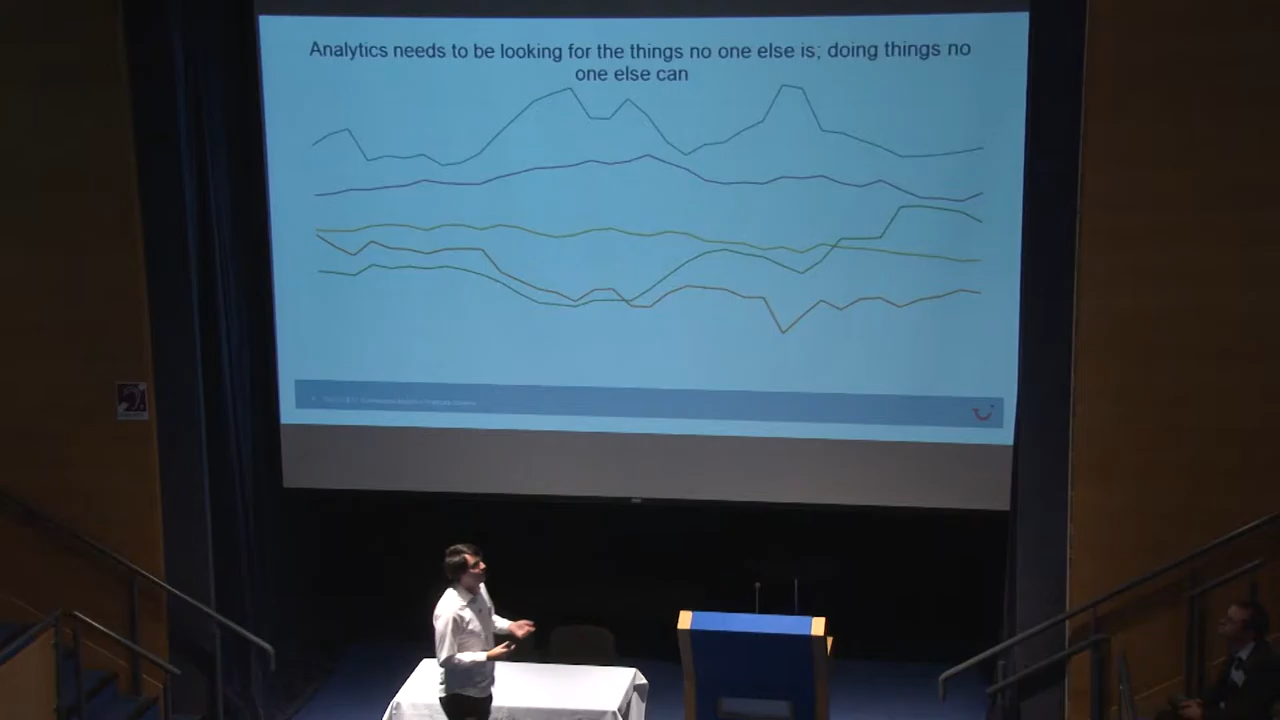 Analytics needs to be looking for the things no one else is; doing things no
one else can